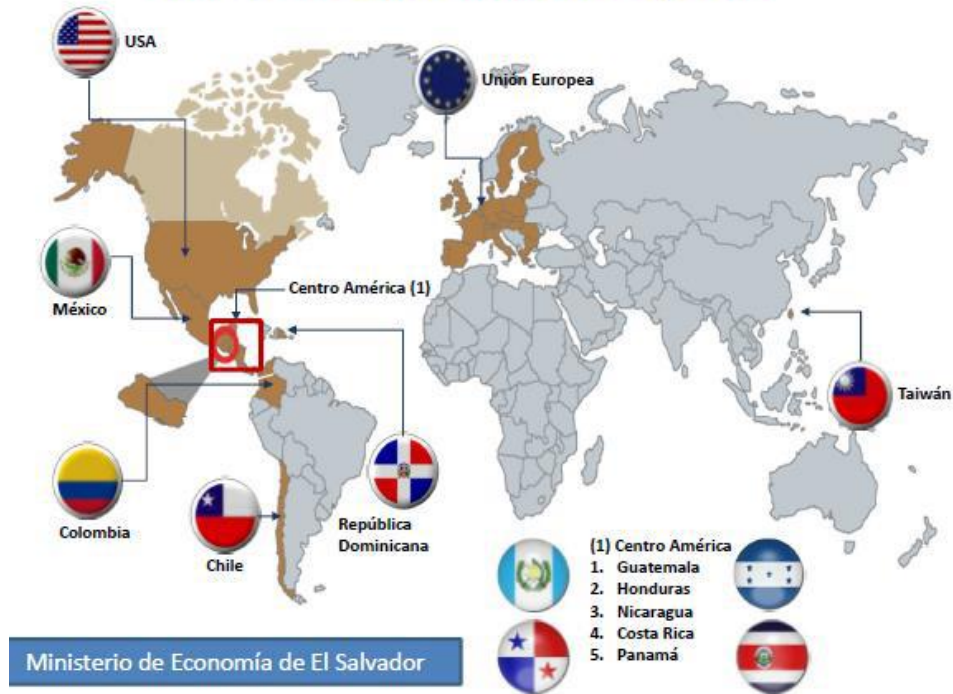 USA
Unión Europea
Centro América (1)
México
Taiwán
Colombia
Chile
República
Dominicana
(1) Centro América
1. Guatemala
2. Honduras
3. Nicaragua
4. Costa Rica
5. Panamá
Ministerio de Economía de El Salvador